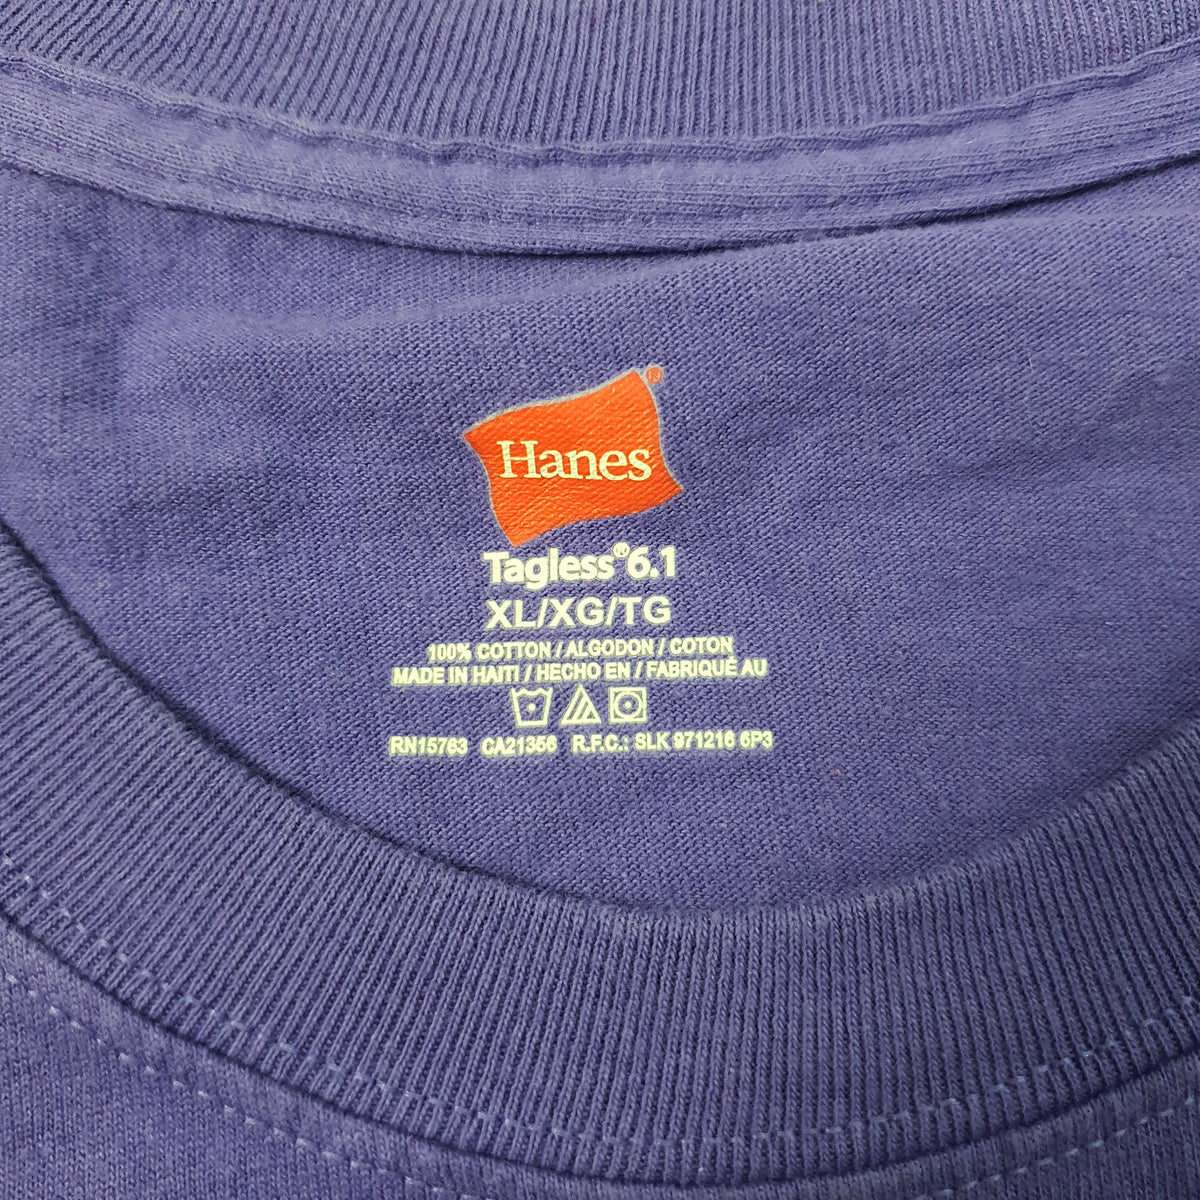 Hanes®
Tagless®6.1
XL/XG/TG
100% COTTON / ALGODON / COTON
MADE IN HAITI / HECHO EN / FABRIQUÉ AU
RN15763 CA21356 R.F.C.: SLK 971216 6P3